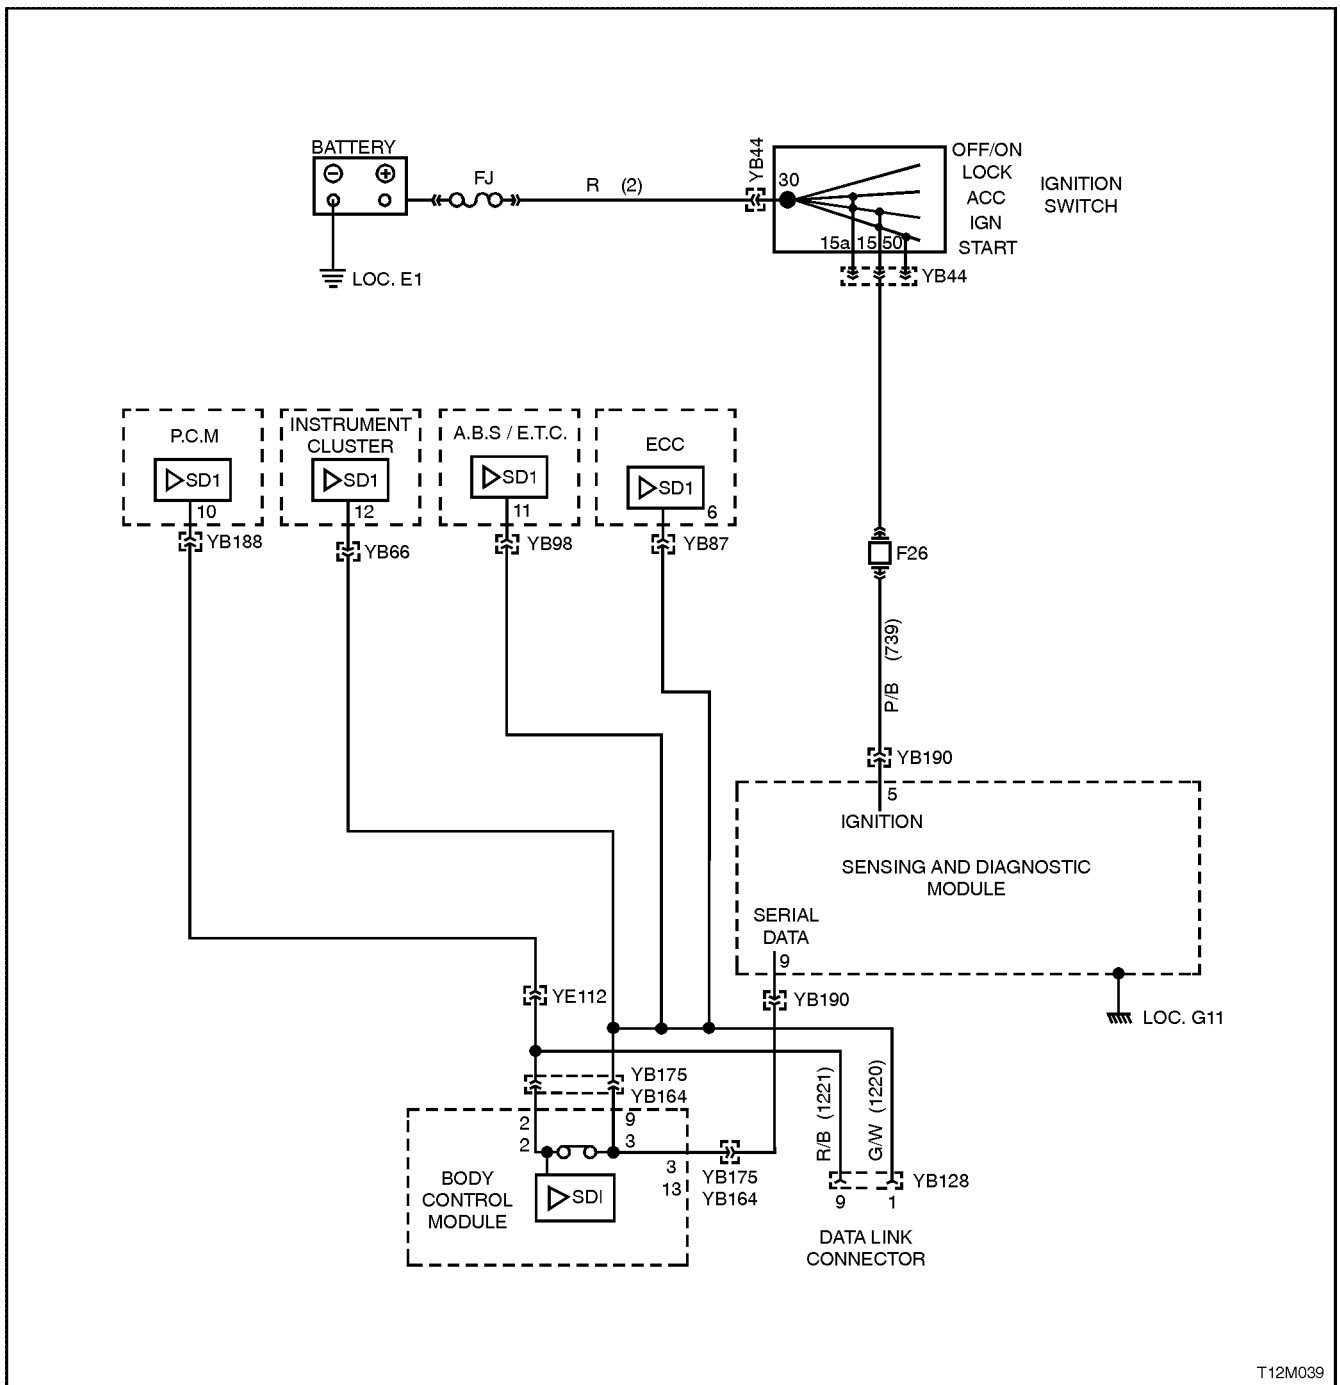 BATTERY
FJ
R (2)
YB44
30
OFF/ON
LOCK
ACC
IGN
START
IGNITION
SWITCH
15a 15 50
YB44
LOC. E1
P.C.M
SD1
10
YB188
INSTRUMENT
CLUSTER
SD1
12
YB66
A.B.S / E.T.C.
SD1
11
YB98
ECC
SD1
6
YB87
F26
P/B (739)
YB190
5
IGNITION
SENSING AND DIAGNOSTIC
MODULE
SERIAL
DATA
9
YB190
LOC. G11
YE112
YB175
YB164
2
2
9
3
3
13
YB175
YB164
BODY
CONTROL
MODULE
SDI
R/B (1221)
G/W (1220)
YB128
9
1
DATA LINK
CONNECTOR
T12M039